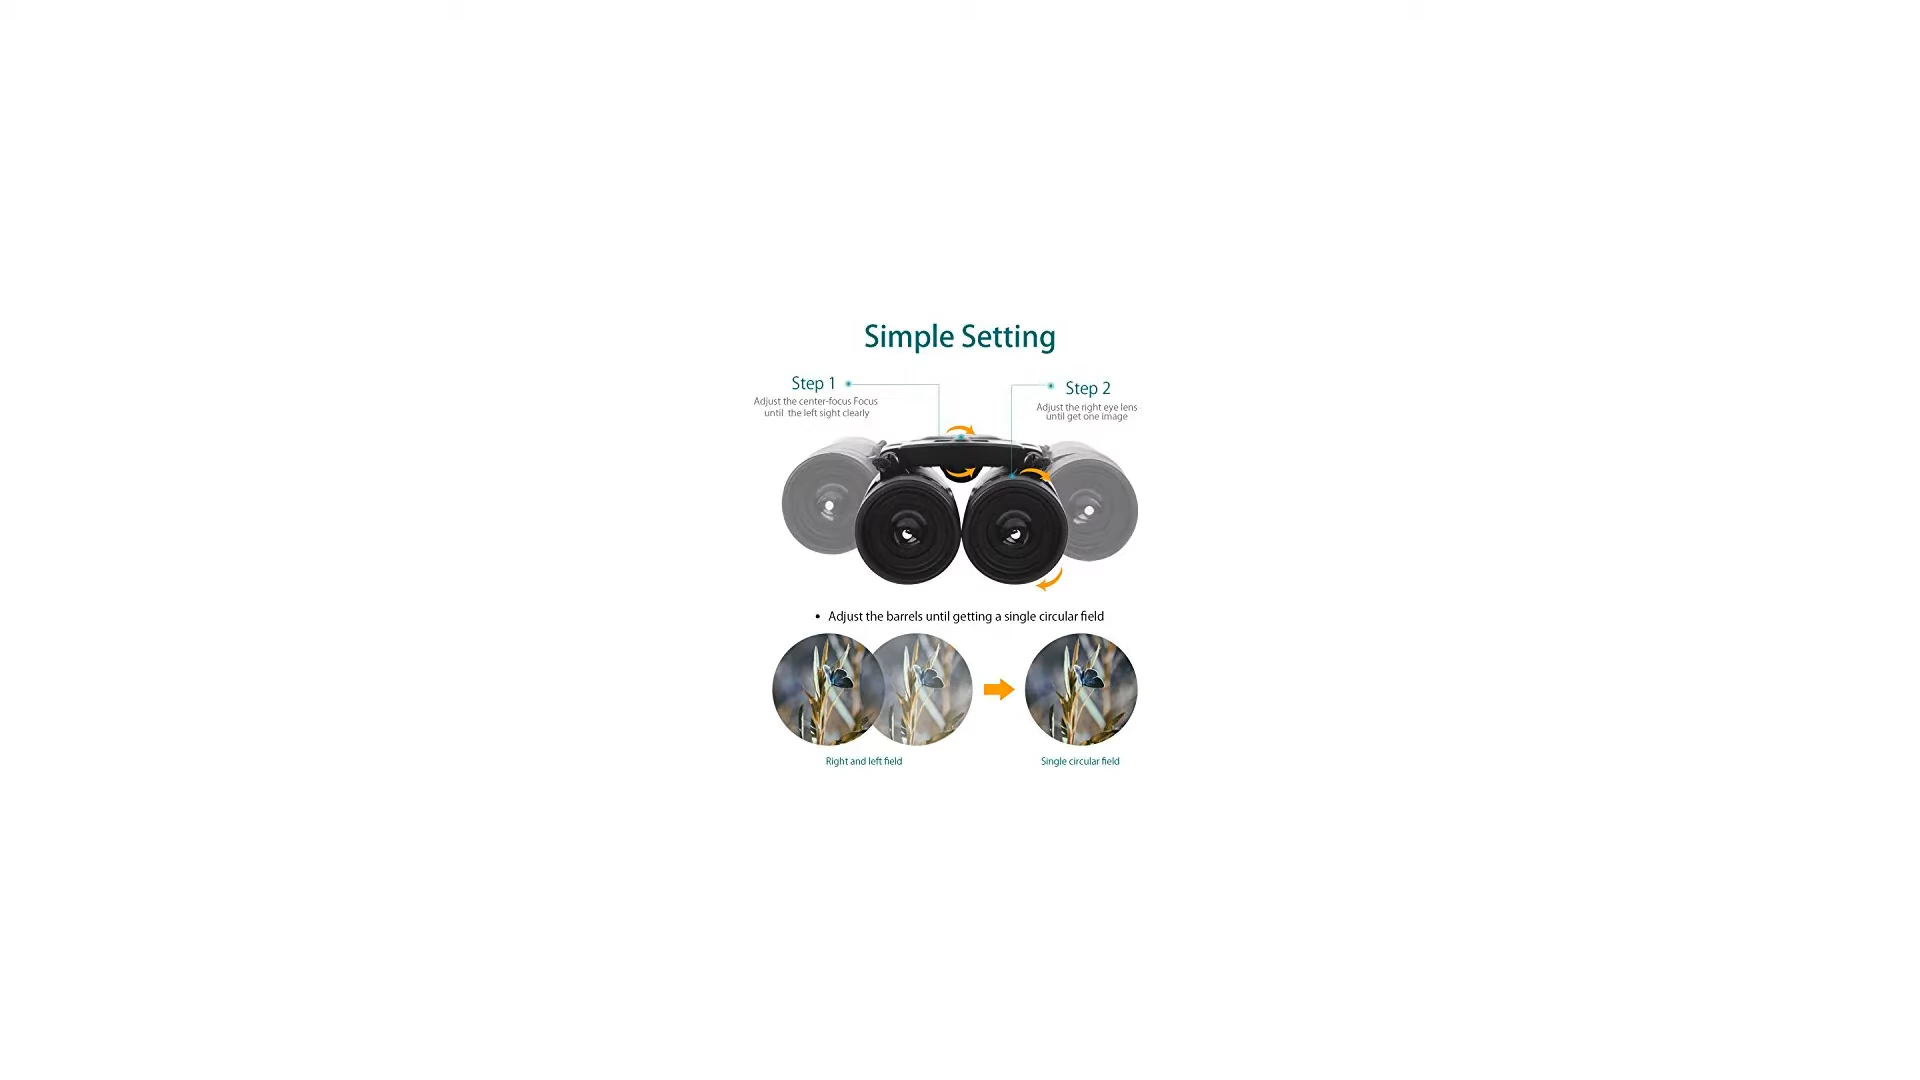 Simple Setting
Step 1
Adjust the center-focus Focus
until the left sight clearly
Step 2
Adjust the right eye lens
until get one image
• Adjust the barrels until getting a single circular field
Right and left field
Single circular field